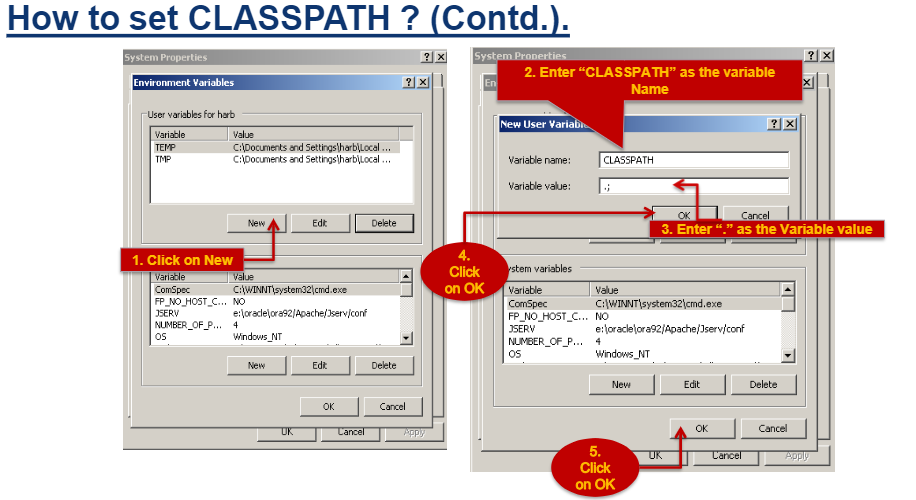 How to set CLASSPATH ? (Contd.).
System Properties
Environment Variables
User variables for harb
Variable Value
TEMP C:\Documents and Settings\harb\Local ...
TMP C:\Documents and Settings\harb\Local ...
New Edit Delete
1. Click on New
Variable Value
ComSpec C:\WINNT\system32\cmd.exe
FP_NO_HOST_C... NO
JSERV e:\oracle\ora92/Apache/Jserv/conf
NUMBER_OF_P... 4
OS Windows_NT
New Edit Delete
OK Cancel
OK Cancel Apply
System Properties
2. Enter “CLASSPATH” as the variable
Name
En
New User Variable
Variable name: CLASSPATH
Variable value: .;
OK Cancel
3. Enter “.” as the Variable value
4.
Click
on OK
System variables
Variable Value
ComSpec C:\WINNT\system32\cmd.exe
FP_NO_HOST_C... NO
JSERV e:\oracle\ora92/Apache/Jserv/conf
NUMBER_OF_P... 4
OS Windows_NT
New Edit Delete
OK Cancel
5.
Click
on OK
UK Cancel Apply